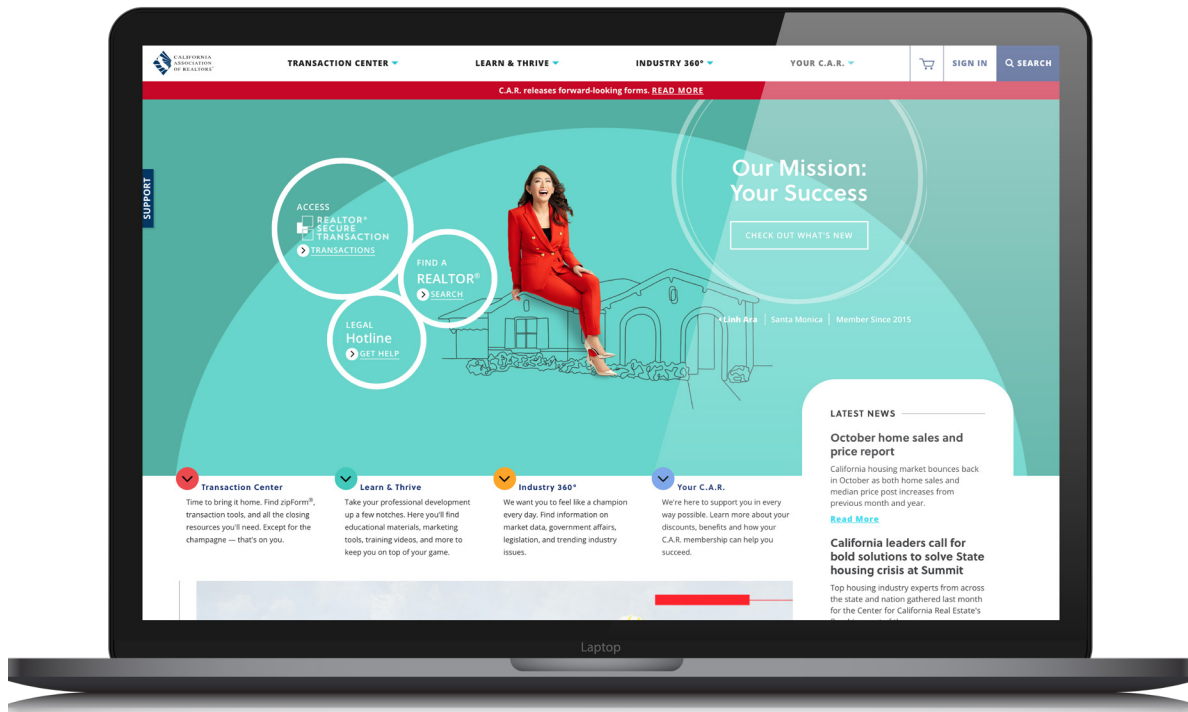 CALIFORNIA
ASSOCIATION
OF REALTORS®
TRANSACTION CENTER
LEARN & THRIVE
INDUSTRY 360°
YOUR C.A.R.
SIGN IN
SEARCH
C.A.R. releases forward-looking forms. READ MORE
SUPPORT
ACCESS
REALTOR®
SECURE
TRANSACTION
TRANSACTIONS
FIND A
REALTOR®
SEARCH
LEGAL
Hotline
GET HELP
Our Mission:
Your Success
CHECK OUT WHAT'S NEW
Linh Ara | Santa Monica | Member Since 2015
Transaction Center
Time to bring it home. Find zipForm®,
transaction tools, and all the closing
resources you'll need. Except for the
champagne — that's on you.
Learn & Thrive
Take your professional development
up a few notches. Here you'll find
educational materials, marketing
tools, training videos, and more to
keep you on top of your game.
Industry 360°
We want you to feel like a champion
every day. Find information on
market data, government affairs,
legislation, and trending industry
issues.
Your C.A.R.
We're here to support you in every
way possible. Learn more about your
discounts, benefits and how your
C.A.R. membership can help you
succeed.
LATEST NEWS
October home sales and
price report
California housing market bounces back
in October as both home sales and
median price post increases from
previous month and year.
Read More
California leaders call for
bold solutions to solve State
housing crisis at Summit
Top housing industry experts from across
the state and nation gathered last month
for the Center for California Real Estate's
Laptop